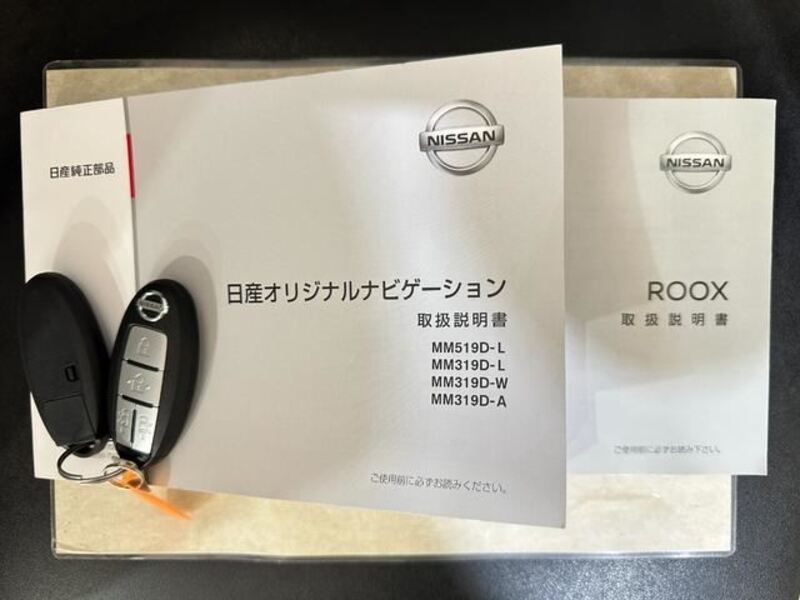 日産純正部品
NISSAN
日産オリジナルナビゲーション
取扱説明書
MM519D-L
MM319D-L
MM319D-W
MM319D-A
ご使用前に必ずお読みください。
NISSAN
ROOX
取扱説明書
ご使用前に必ずお読み下さい。
NISSAN